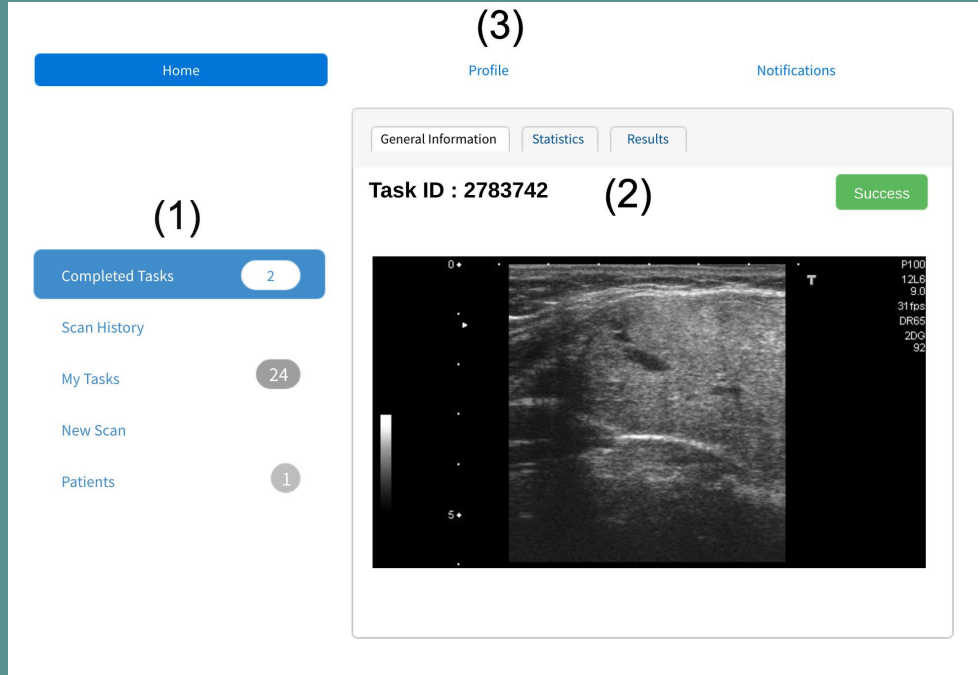 (3)
Home Profile Notifications
General Information Statistics Results
Task ID : 2783742 (2) Success
(1)
Completed Tasks 2
Scan History
My Tasks 24
New Scan
Patients 1
0
T
P100
12L6
9.0
31fps
DR65
2DG
92
5